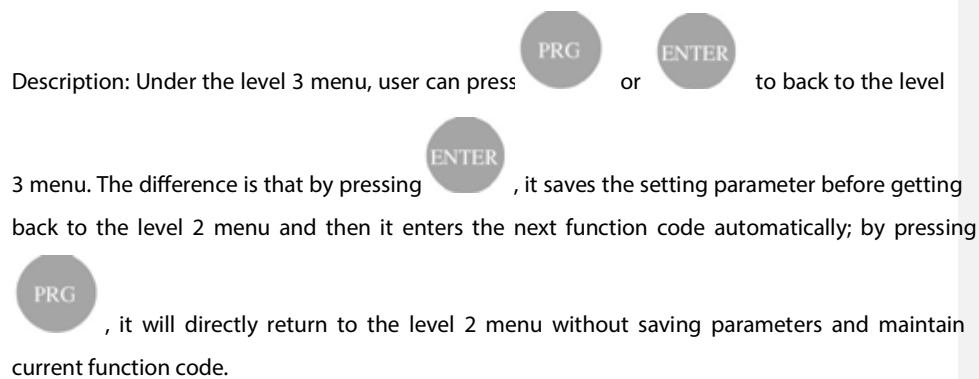 Description: Under the level 3 menu, user can press PRG or ENTER to back to the level
3 menu. The difference is that by pressing ENTER , it saves the setting parameter before getting
back to the level 2 menu and then it enters the next function code automatically; by pressing
PRG , it will directly return to the level 2 menu without saving parameters and maintain
current function code.